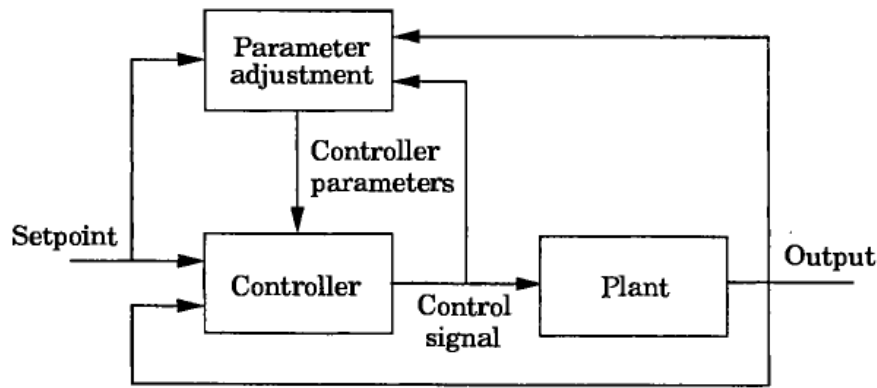 Parameter
adjustment
Controller
parameters
Setpoint
Controller
Control
signal
Plant
Output